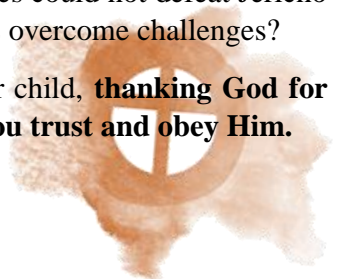 es could not defeat Jericho
overcome challenges?
r child, thanking God for
ou trust and obey Him.